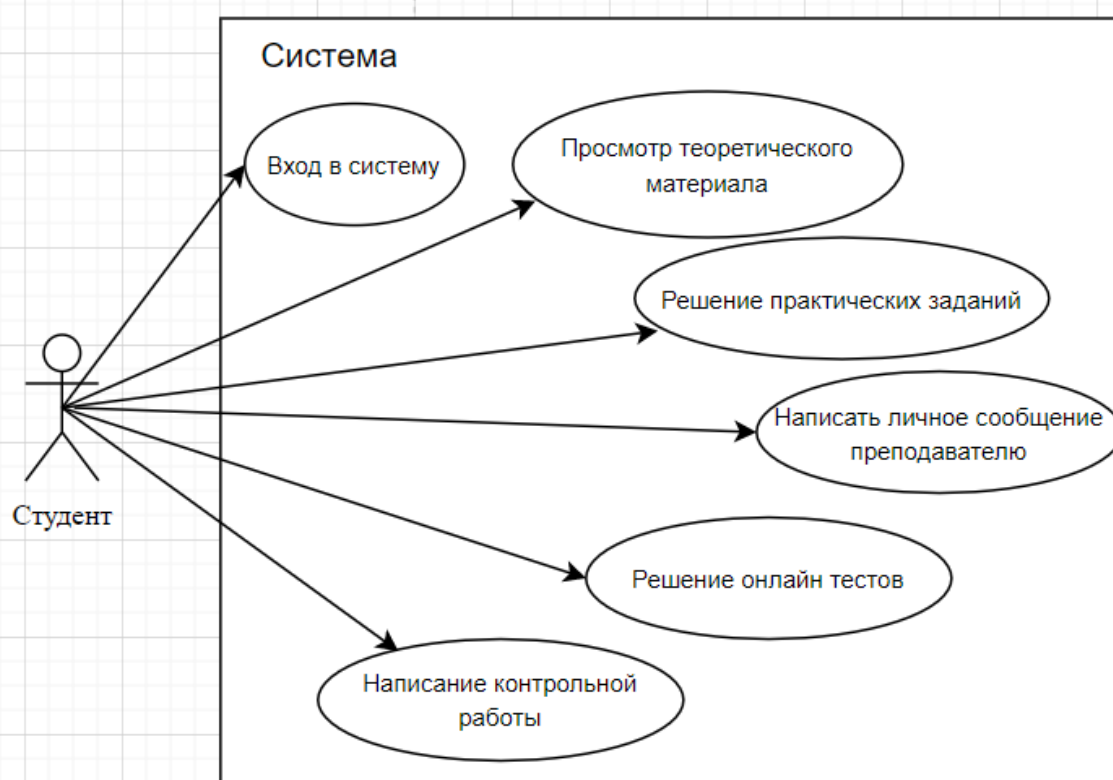 Система
Вход в систему
Просмотр теоретического
материала
Решение практических заданий
Написать личное сообщение
преподавателю
Студент
Решение онлайн тестов
Написание контрольной
работы